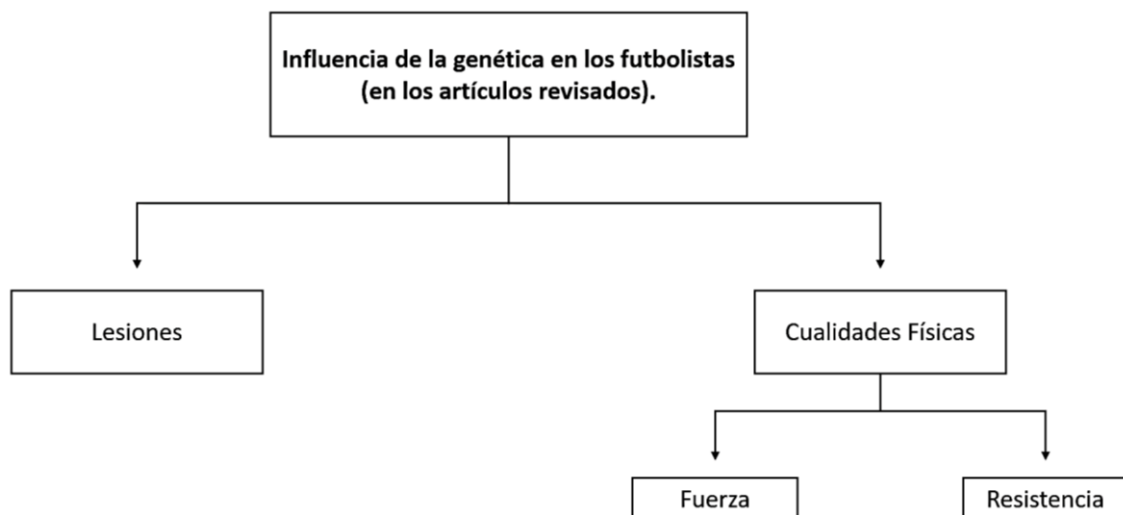 Influencia de la genética en los futbolistas
(en los artículos revisados).
Lesiones
Cualidades Físicas
Fuerza
Resistencia